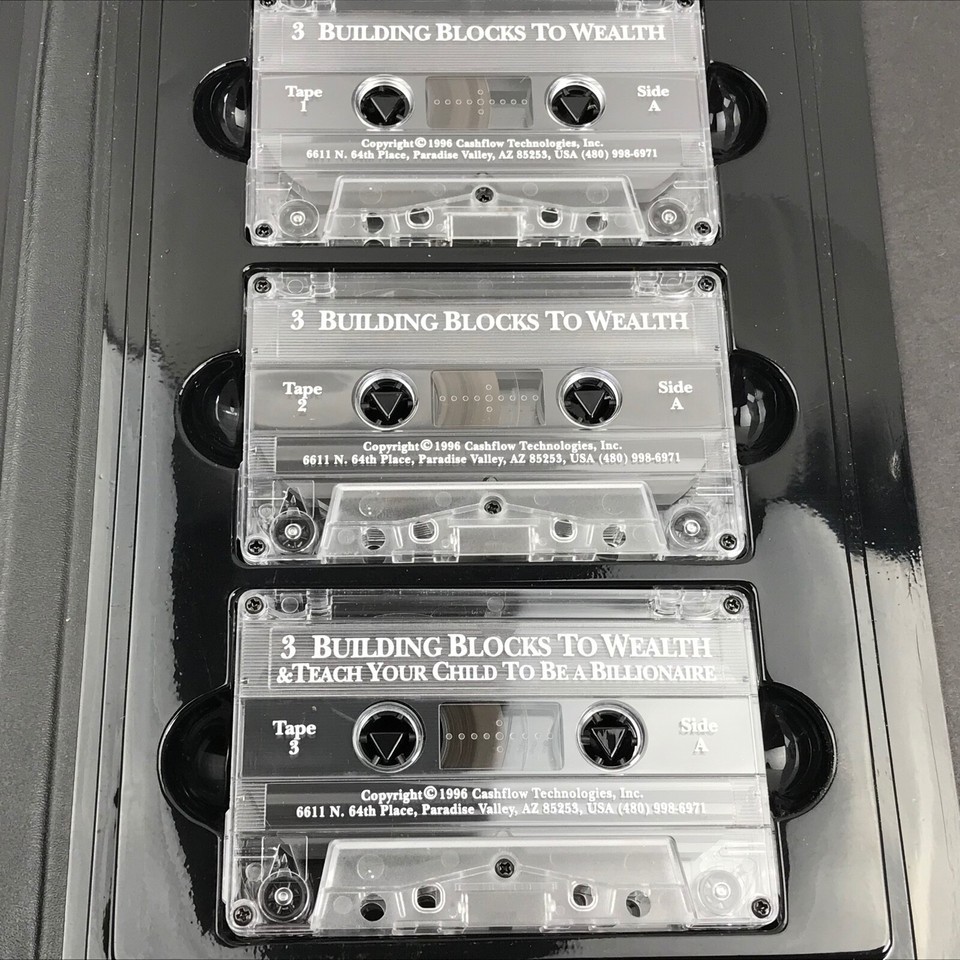 3 BUILDING BLOCKS TO WEALTH
Tape
1
Side
A
Copyright© 1996 Cashflow Technologies, Inc.
6611 N. 64th Place, Paradise Valley, AZ 85253, USA (480) 998-6971
3 BUILDING BLOCKS TO WEALTH
Tape
2
Side
A
Copyright© 1996 Cashflow Technologies, Inc.
6611 N. 64th Place, Paradise Valley, AZ 85253, USA (480) 998-6971
3 BUILDING BLOCKS TO WEALTH
&TEACH YOUR CHILD TO BE A BILLIONAIRE
Tape
3
Side
A
Copyright© 1996 Cashflow Technologies, Inc.
6611 N. 64th Place, Paradise Valley, AZ 85253, USA (480) 998-6971